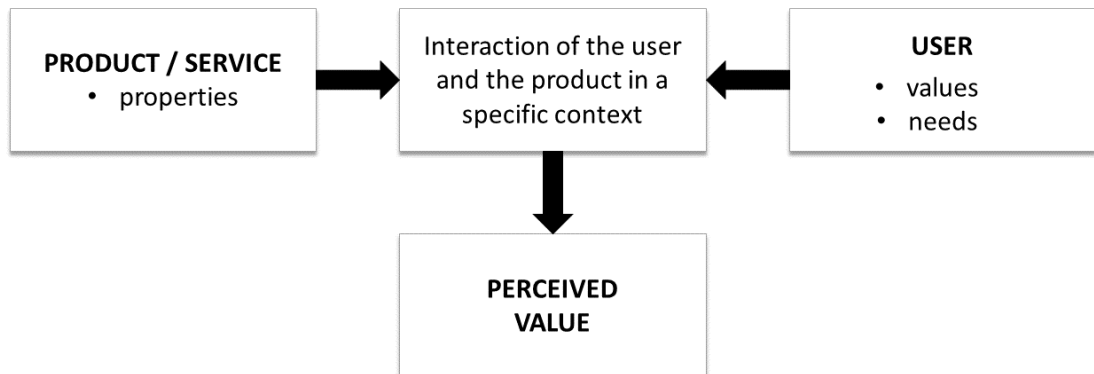 PRODUCT / SERVICE
• properties
Interaction of the user
and the product in a
specific context
USER
• values
• needs
PERCEIVED
VALUE